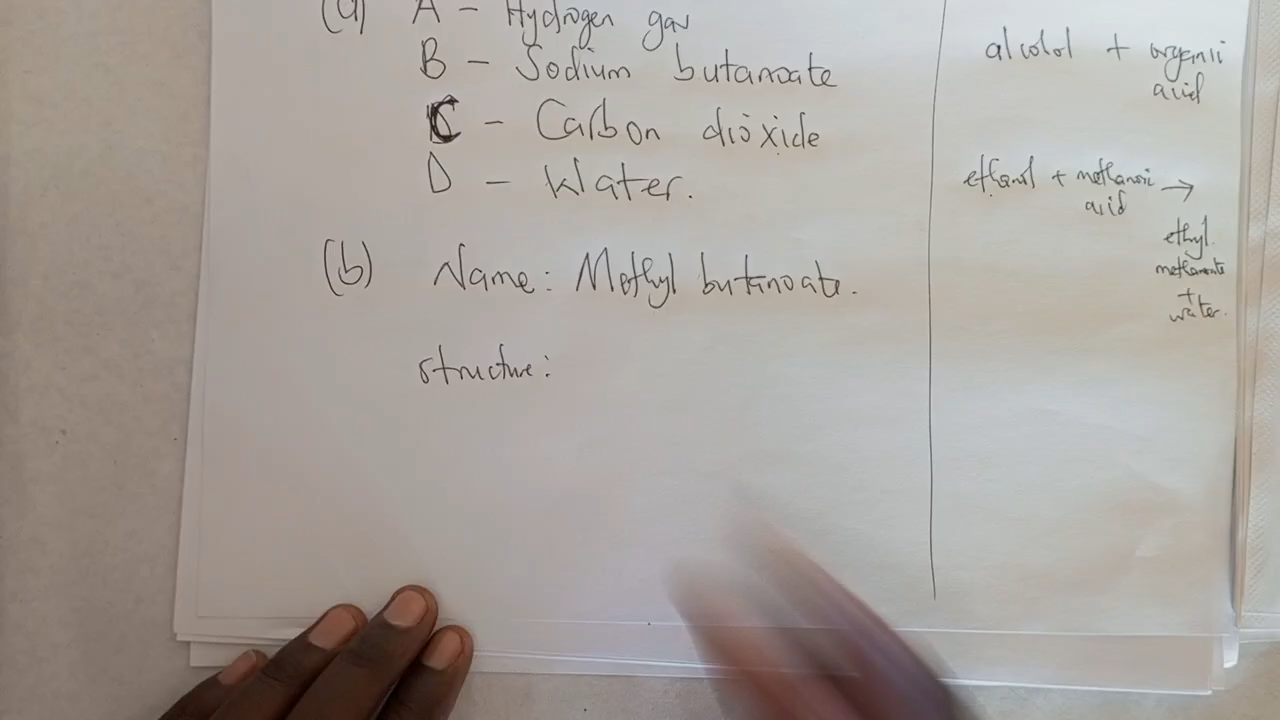 (a) A - Hydrogen gas
B - Sodium butanoate
C - Carbon dioxide
D - Water.
(b) Name: Methyl butanoate.
structure:
alcohol + organic
acid
ethanol + methanoic →
acid
ethyl
methanoate
+
water.